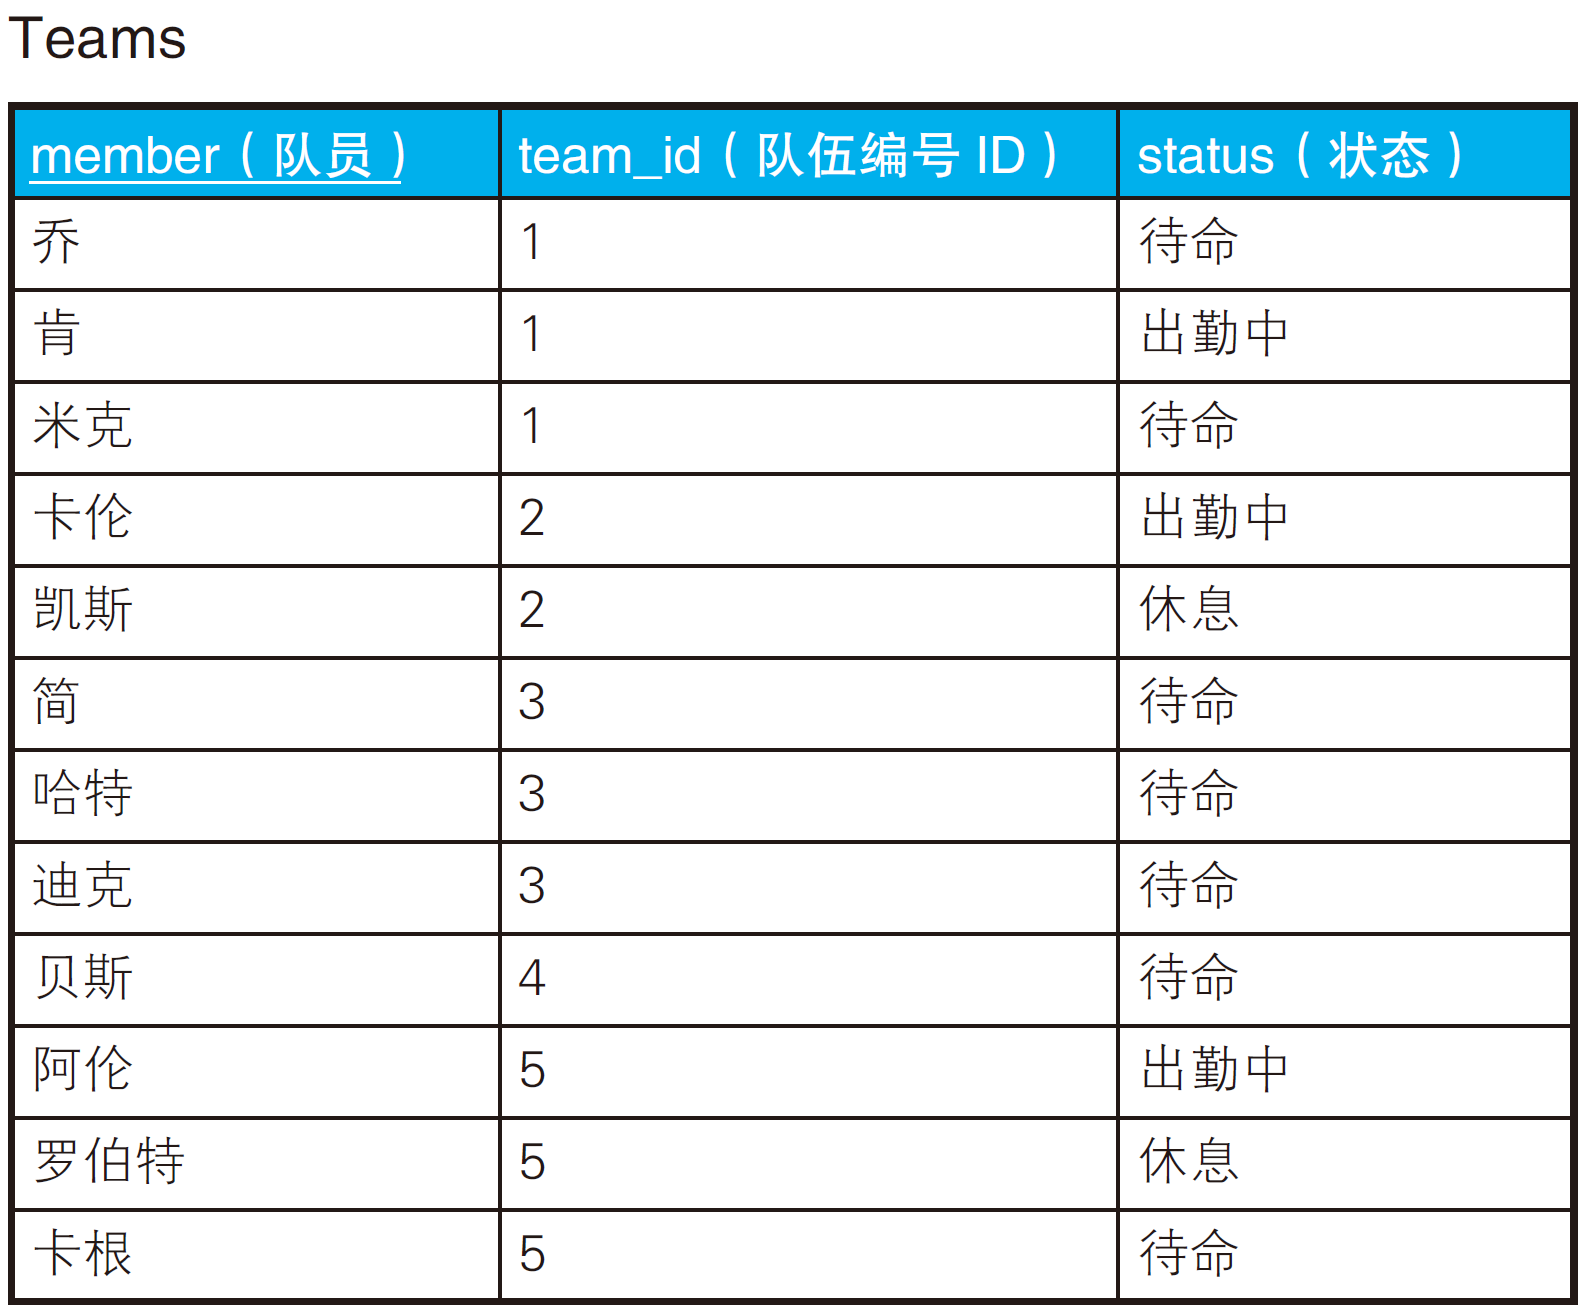 Teams
member（队员） team_id（队伍编号 ID） status（状态）
乔 1 待命
肯 1 出勤中
米克 1 待命
卡伦 2 出勤中
凯斯 2 休息
简 3 待命
哈特 3 待命
迪克 3 待命
贝斯 4 待命
阿伦 5 出勤中
罗伯特 5 休息
卡根 5 待命